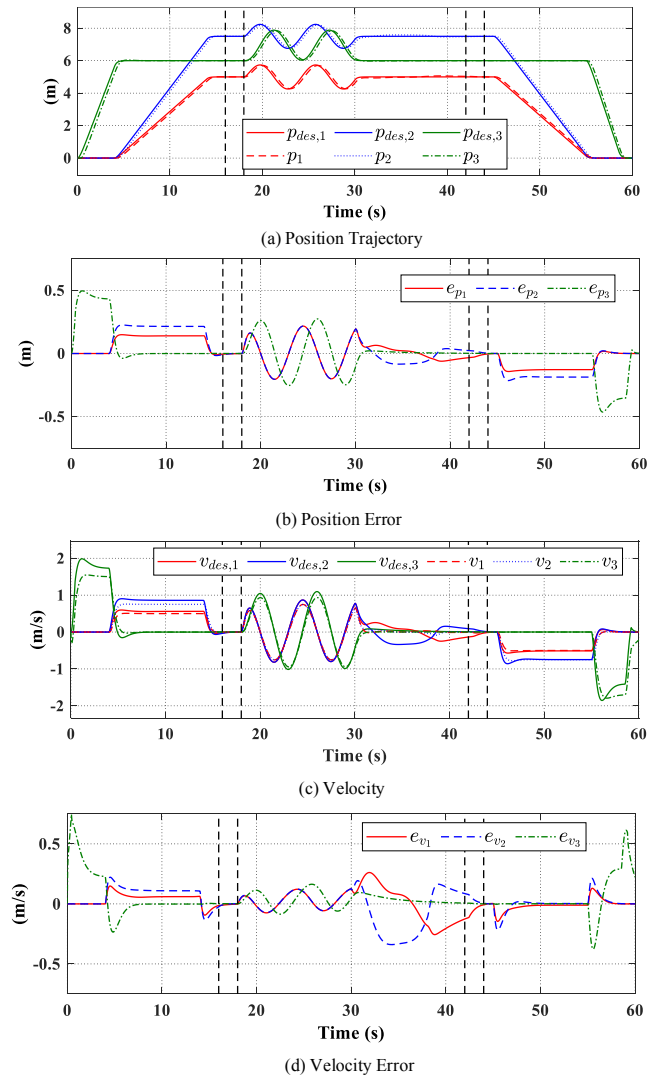 8
6
(m)
4
2
0
p_{des,1} p_{des,2} p_{des,3}
p_1 p_2 p_3
0 10 20 30 40 50 60
Time (s)
(a) Position Trajectory
0.5
e_{p_1} e_{p_2} e_{p_3}
(m)
0
-0.5
0 10 20 30 40 50 60
Time (s)
(b) Position Error
2
v_{des,1} v_{des,2} v_{des,3} v_1 v_2 v_3
1
(m/s)
0
-1
-2
0 10 20 30 40 50 60
Time (s)
(c) Velocity
0.5
e_{v_1} e_{v_2} e_{v_3}
(m/s)
0
-0.5
0 10 20 30 40 50 60
Time (s)
(d) Velocity Error